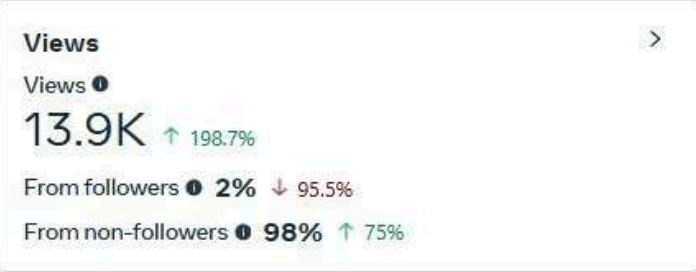 Views
Views
13.9K ↑ 198.7%
From followers 2% ↓ 95.5%
From non-followers 98% ↑ 75%